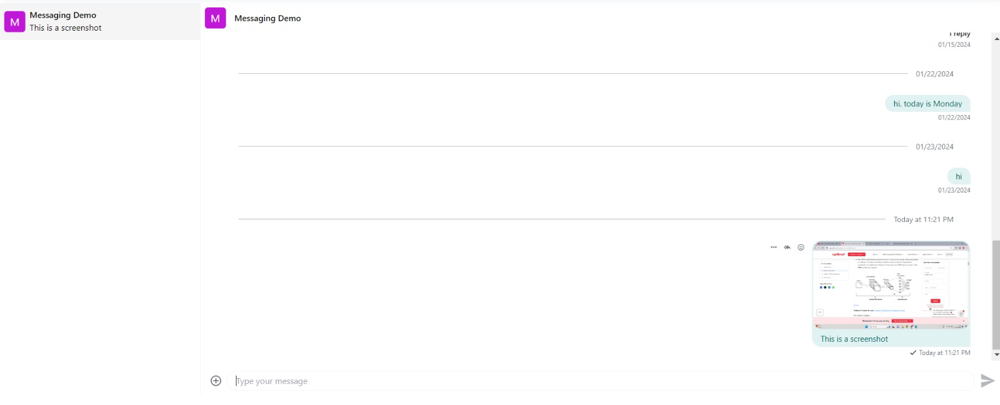 M Messaging Demo
This is a screenshot
M Messaging Demo
1 reply
01/15/2024
01/22/2024
hi. today is Monday
01/22/2024
01/23/2024
hi
01/23/2024
Today at 11:21 PM
upGrad
This is a screenshot
Today at 11:21 PM
Type your message